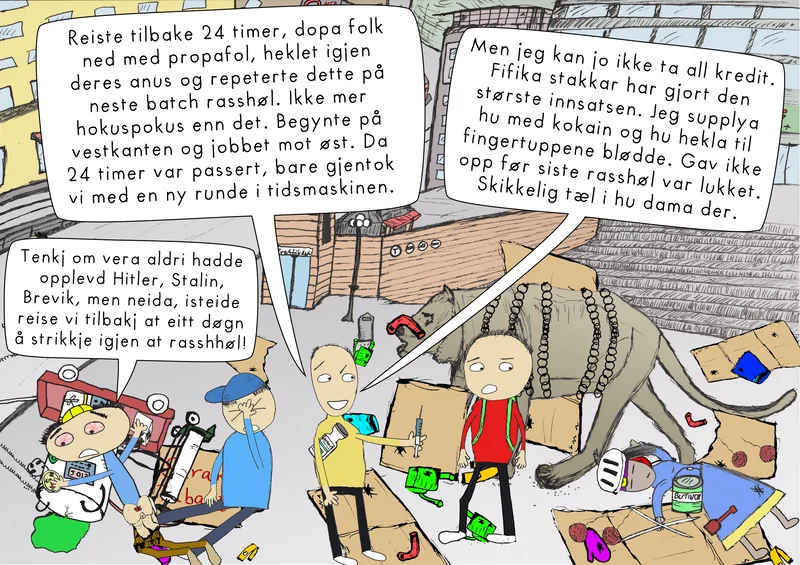 Reiste tilbake 24 timer, dopa folk
ned med propafol, heklet igjen
deres anus og repeterte dette på
neste batch rasshøl. Ikke mer
hokuspokus enn det. Begynte på
vestkanten og jobbet mot øst. Da
24 timer var passert, bare gjentok
vi med en ny runde i tidsmaskinen.
Men jeg kan jo ikke ta all kredit.
Fifika stakkar har gjort den
største innsatsen. Jeg supplya
hu med kokain og hu hekla til
fingertuppene blødde. Gav ikke
opp før siste rasshøl var lukket.
Skikkelig tæl i hu dama der.
Tenkj om vera aldri hadde
opplevd Hitler, Stalin,
Brevik, men neida, isteide
reise vi tilbakj at eitt døgn
å strikkje igjen at rasshhøl!